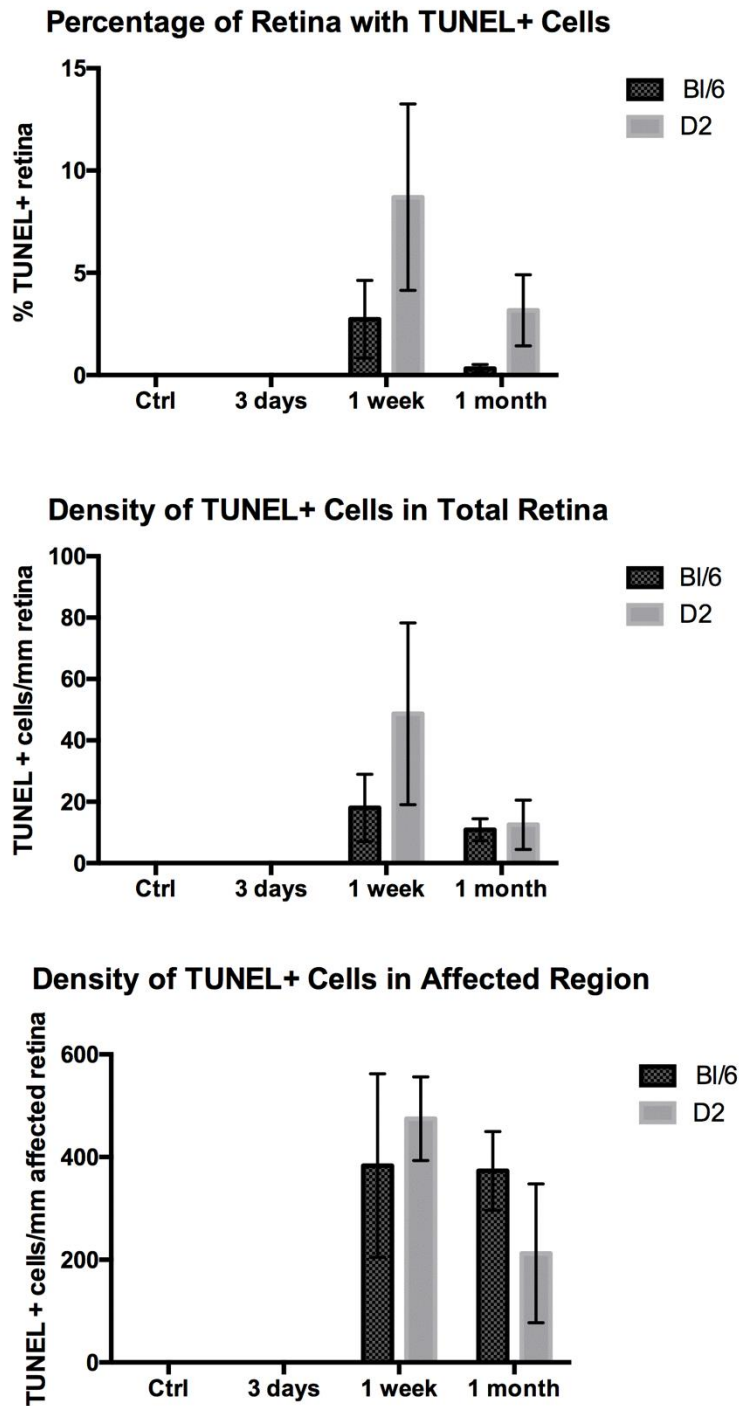 Percentage of Retina with TUNEL+ Cells
% TUNEL+ retina
15
10
5
0
Ctrl 3 days 1 week 1 month
Bl/6
D2
Density of TUNEL+ Cells in Total Retina
TUNEL + cells/mm retina
100
80
60
40
20
0
Ctrl 3 days 1 week 1 month
Bl/6
D2
Density of TUNEL+ Cells in Affected Region
TUNEL + cells/mm affected retina
600
400
200
0
Ctrl 3 days 1 week 1 month
Bl/6
D2